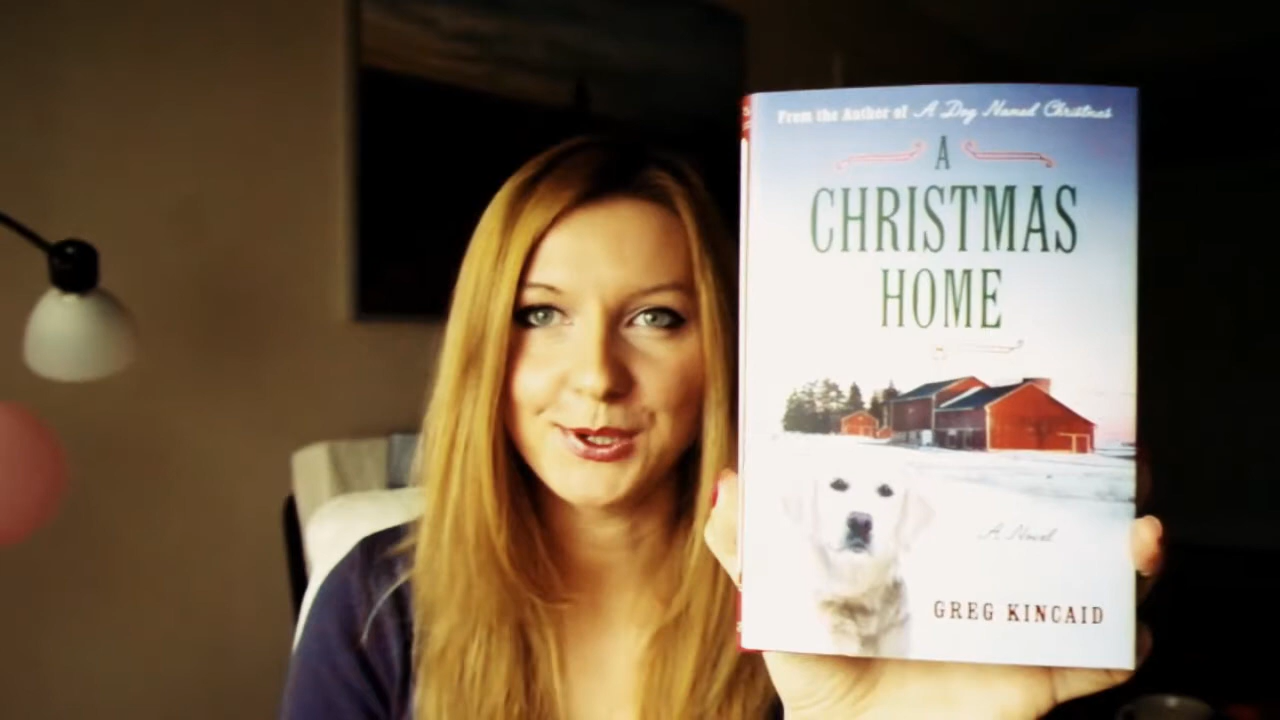 From the Author of A Dog Named Christmas
A
CHRISTMAS
HOME
A Novel
GREG KINCAID